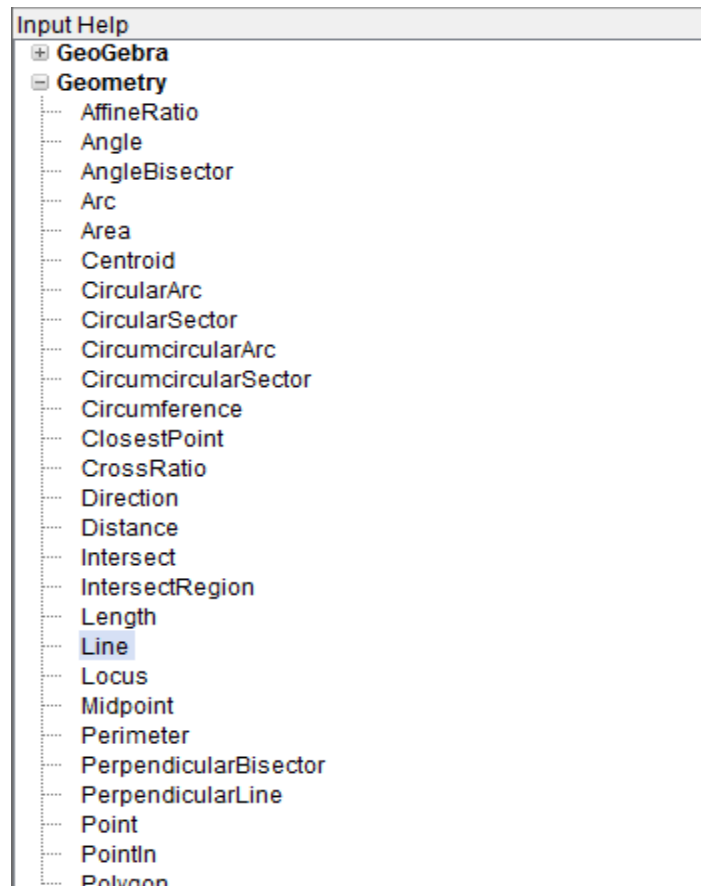 Input Help
GeoGebra
Geometry
AffineRatio
Angle
AngleBisector
Arc
Area
Centroid
CircularArc
CircularSector
CircumcircularArc
CircumcircularSector
Circumference
ClosestPoint
CrossRatio
Direction
Distance
Intersect
IntersectRegion
Length
Line
Locus
Midpoint
Perimeter
PerpendicularBisector
PerpendicularLine
Point
PointIn
Polygon